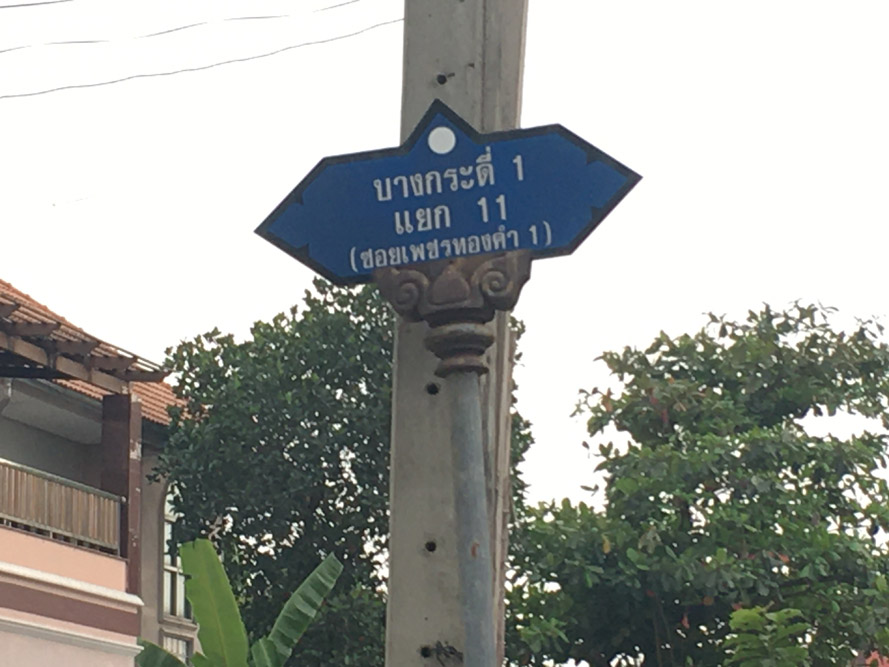 บางกระดี่ 1
แยก 11
(ซอยเพชรทองคำ 1)